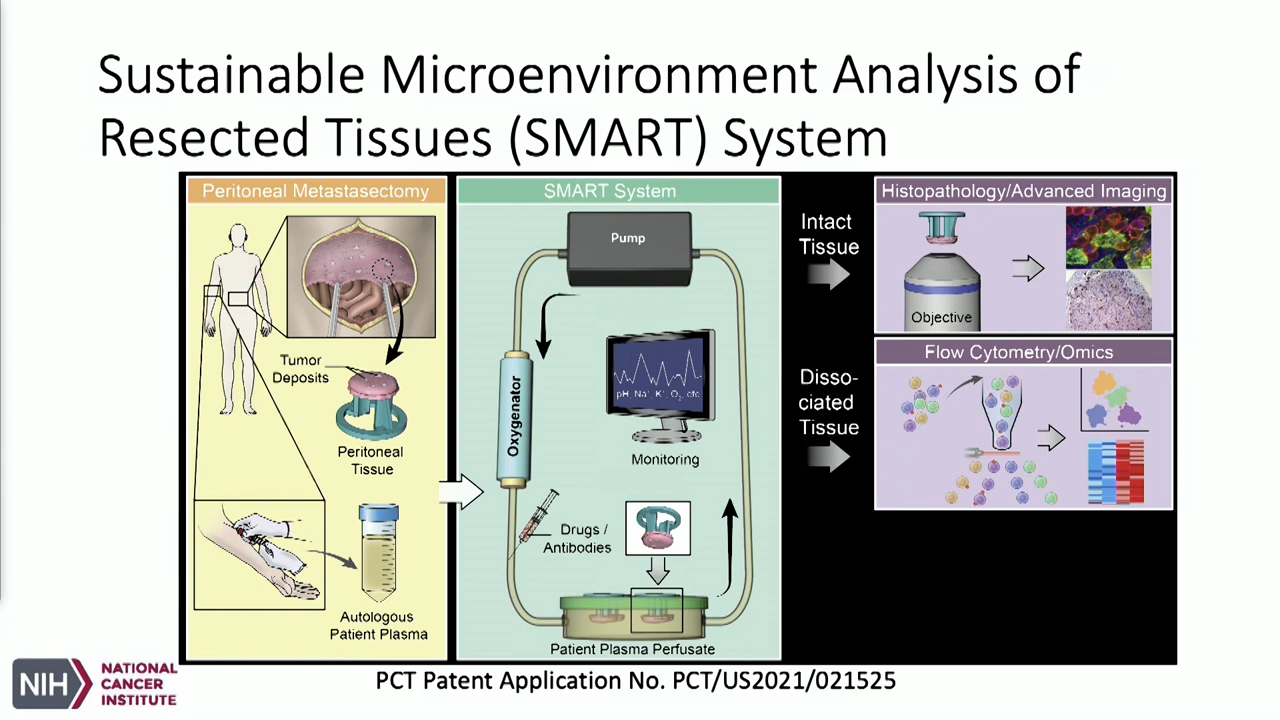 Sustainable Microenvironment Analysis of
Resected Tissues (SMART) System
Peritoneal Metastasectomy
Tumor
Deposits
Peritoneal
Tissue
Autologous
Patient Plasma
SMART System
Pump
Oxygenator
pH, Na⁺, K⁺, O₂, etc
Monitoring
Drugs /
Antibodies
Patient Plasma Perfusate
Intact
Tissue
Disso-
ciated
Tissue
Histopathology/Advanced Imaging
Objective
Flow Cytometry/Omics
NIH
NATIONAL
CANCER
INSTITUTE
PCT Patent Application No. PCT/US2021/021525